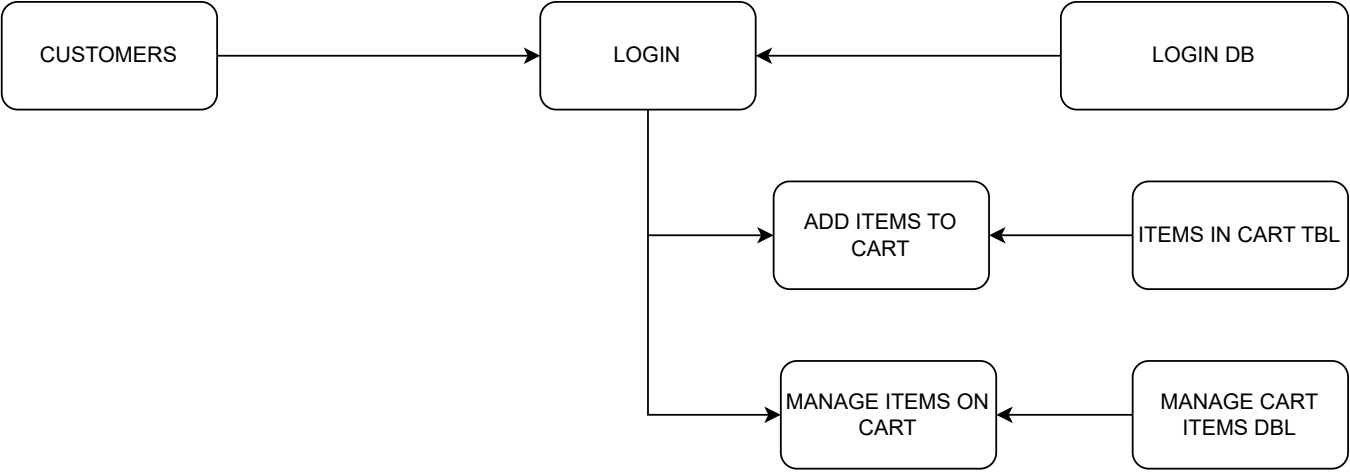 CUSTOMERS
LOGIN
LOGIN DB
ADD ITEMS TO
CART
ITEMS IN CART TBL
MANAGE ITEMS ON
CART
MANAGE CART
ITEMS DBL